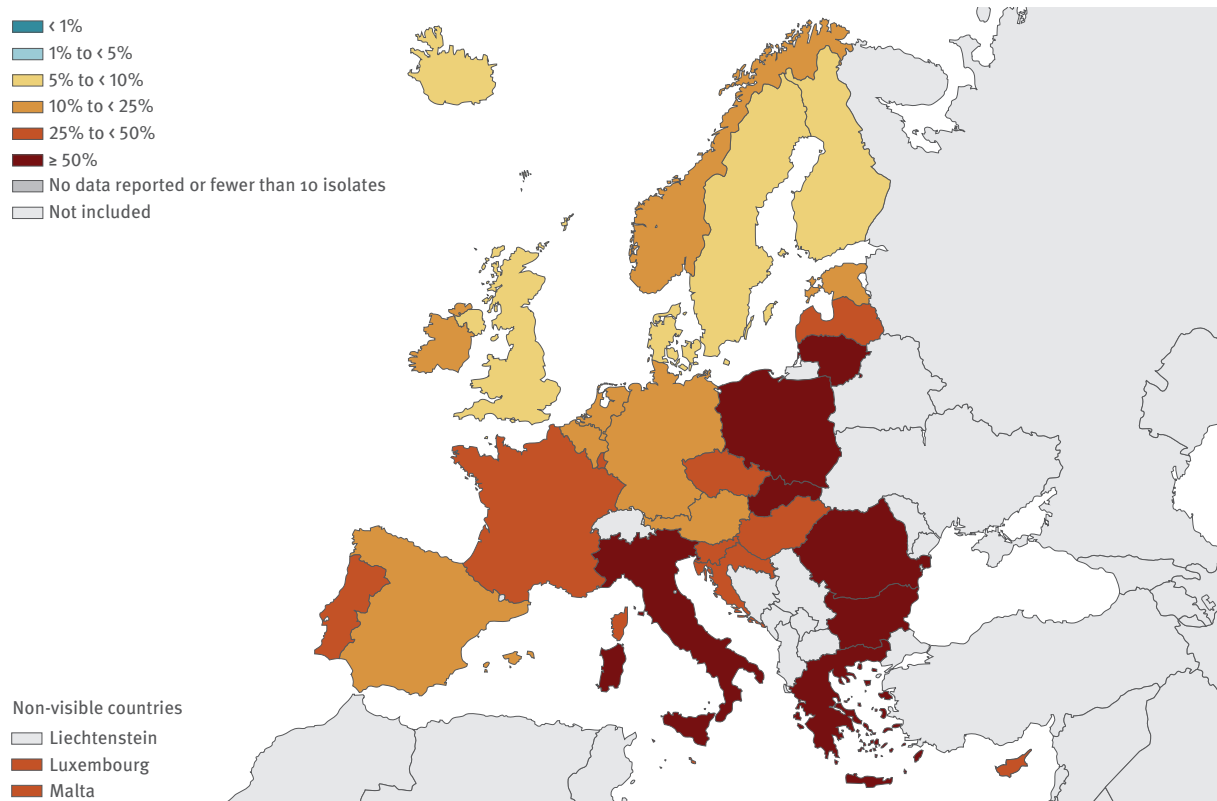 < 1%
1% to < 5%
5% to < 10%
10% to < 25%
25% to < 50%
≥ 50%
No data reported or fewer than 10 isolates
Not included
Non-visible countries
Liechtenstein
Luxembourg
Malta